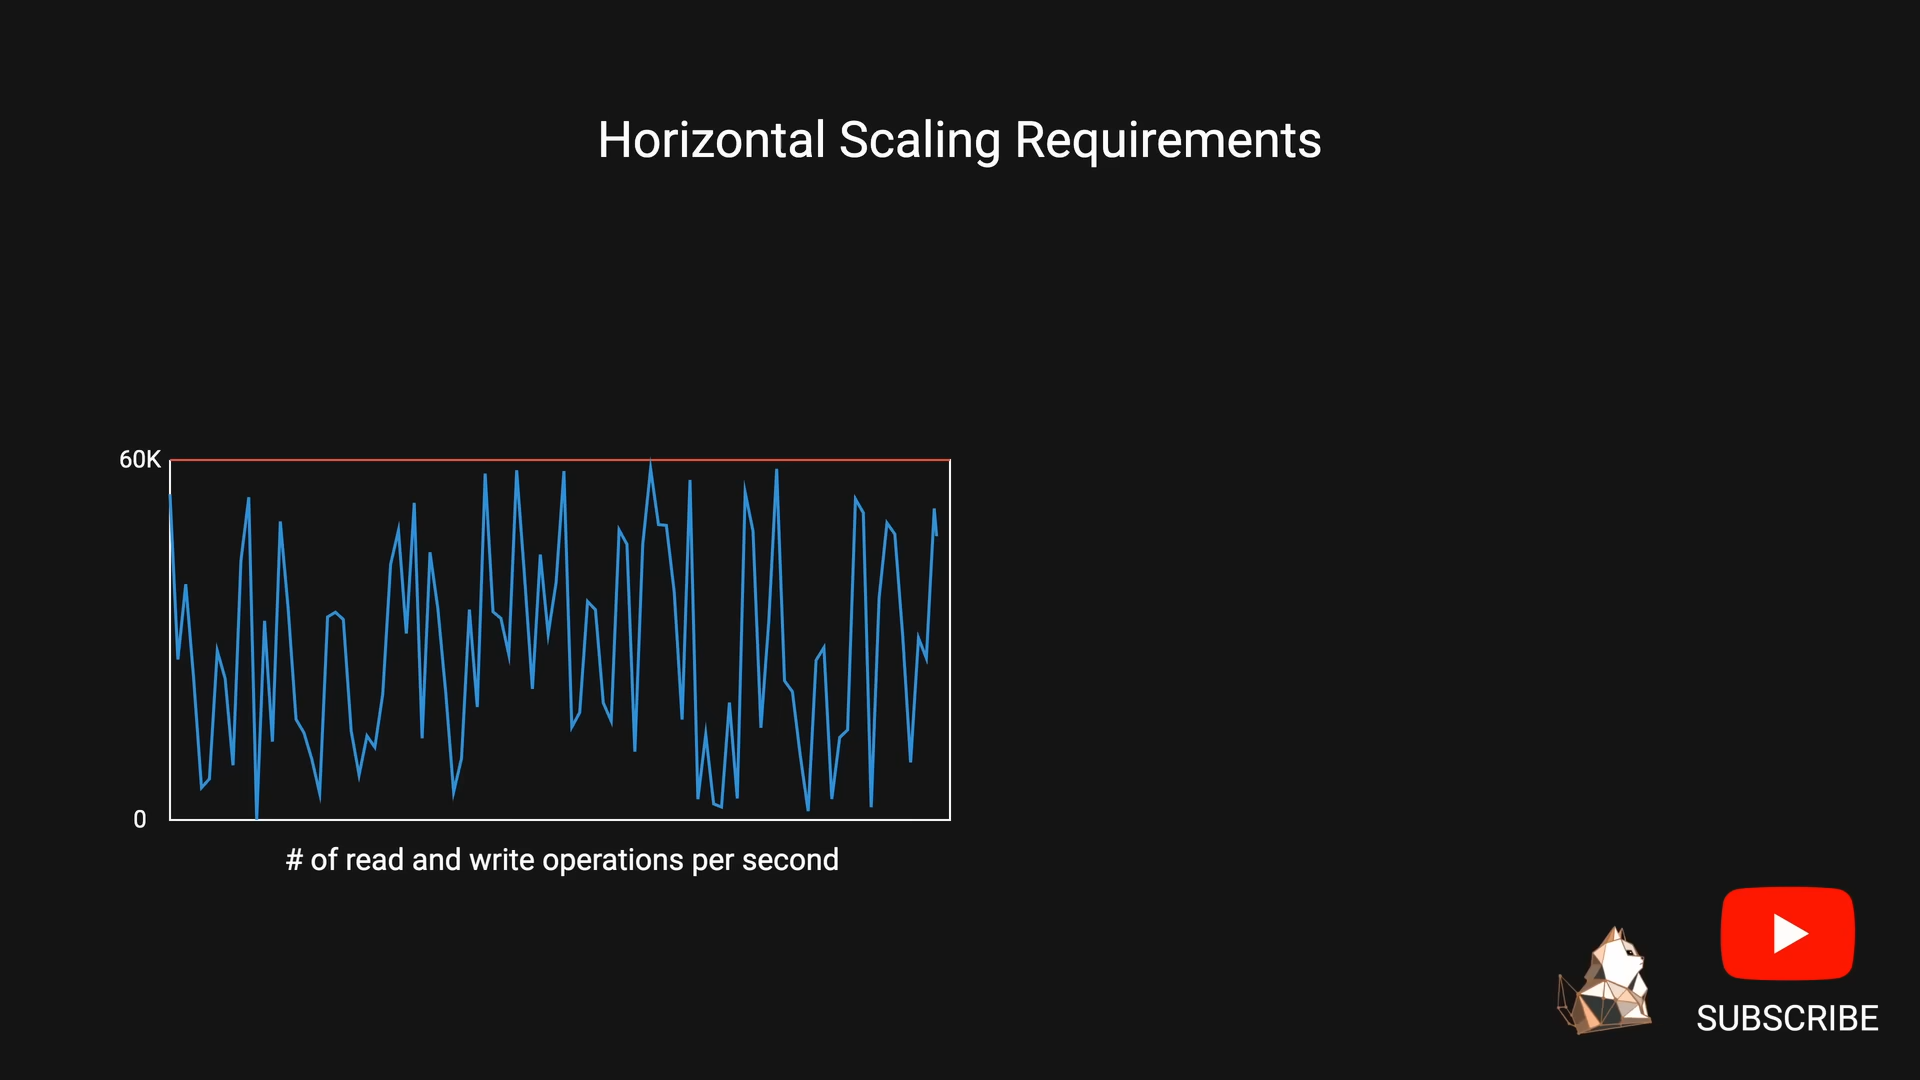 Horizontal Scaling Requirements
60K
0
# of read and write operations per second
SUBSCRIBE